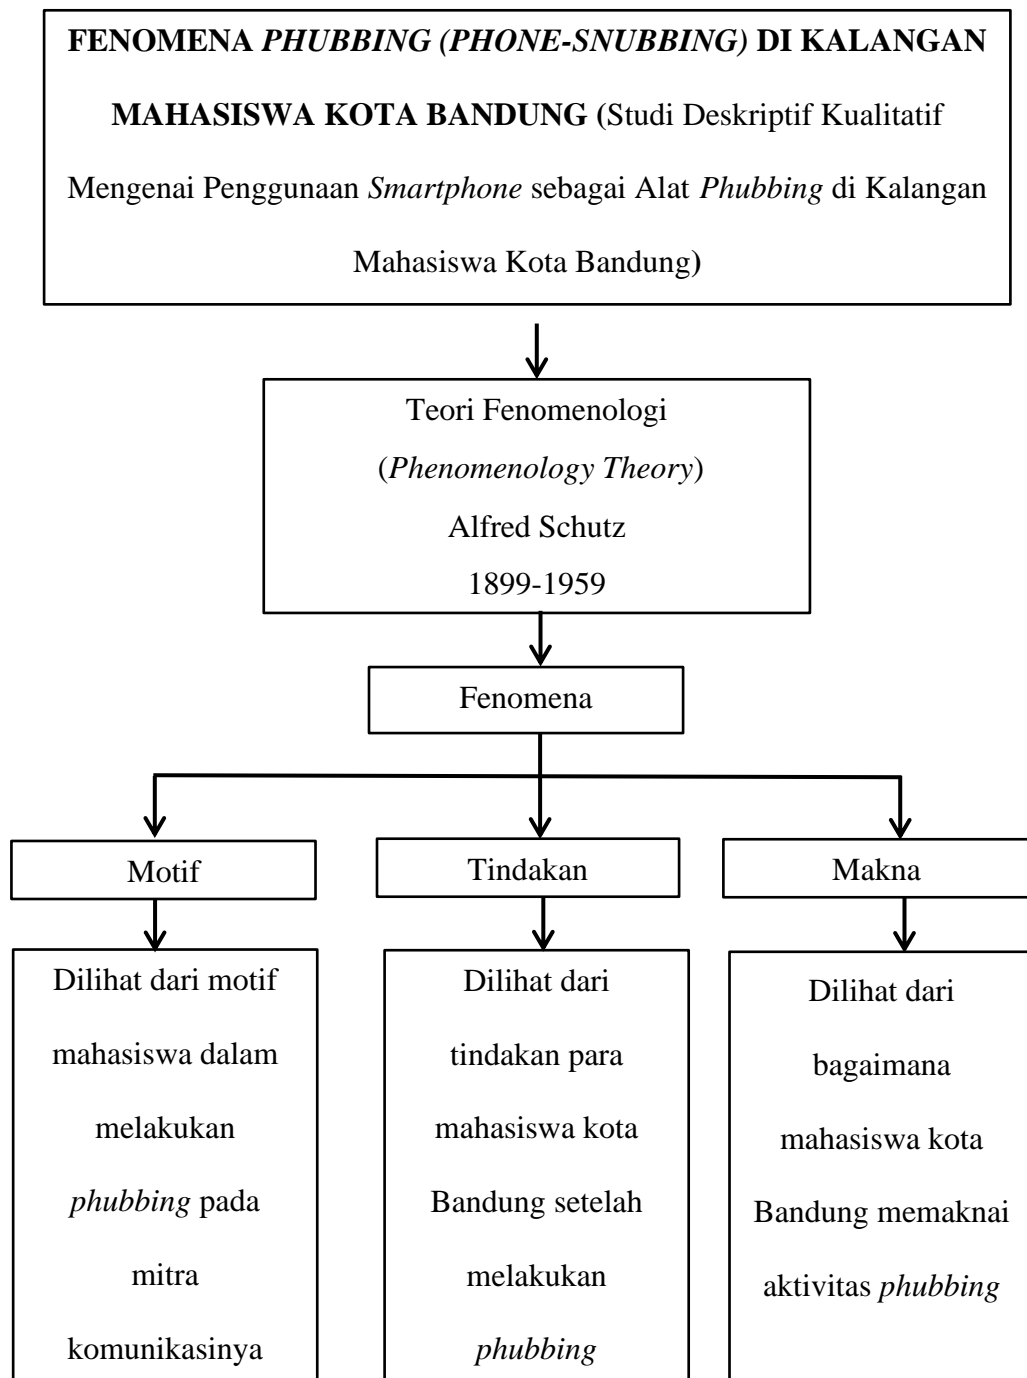 FENOMENA PHUBBING (PHONE-SNUBBING) DI KALANGAN
MAHASISWA KOTA BANDUNG (Studi Deskriptif Kualitatif
Mengenai Penggunaan Smartphone sebagai Alat Phubbing di Kalangan
Mahasiswa Kota Bandung)
Teori Fenomenologi
(Phenomenology Theory)
Alfred Schutz
1899-1959
Fenomena
Motif
Tindakan
Makna
Dilihat dari motif
mahasiswa dalam
melakukan
phubbing pada
mitra
komunikasinya
Dilihat dari
tindakan para
mahasiswa kota
Bandung setelah
melakukan
phubbing
Dilihat dari
bagaimana
mahasiswa kota
Bandung memaknai
aktivitas phubbing